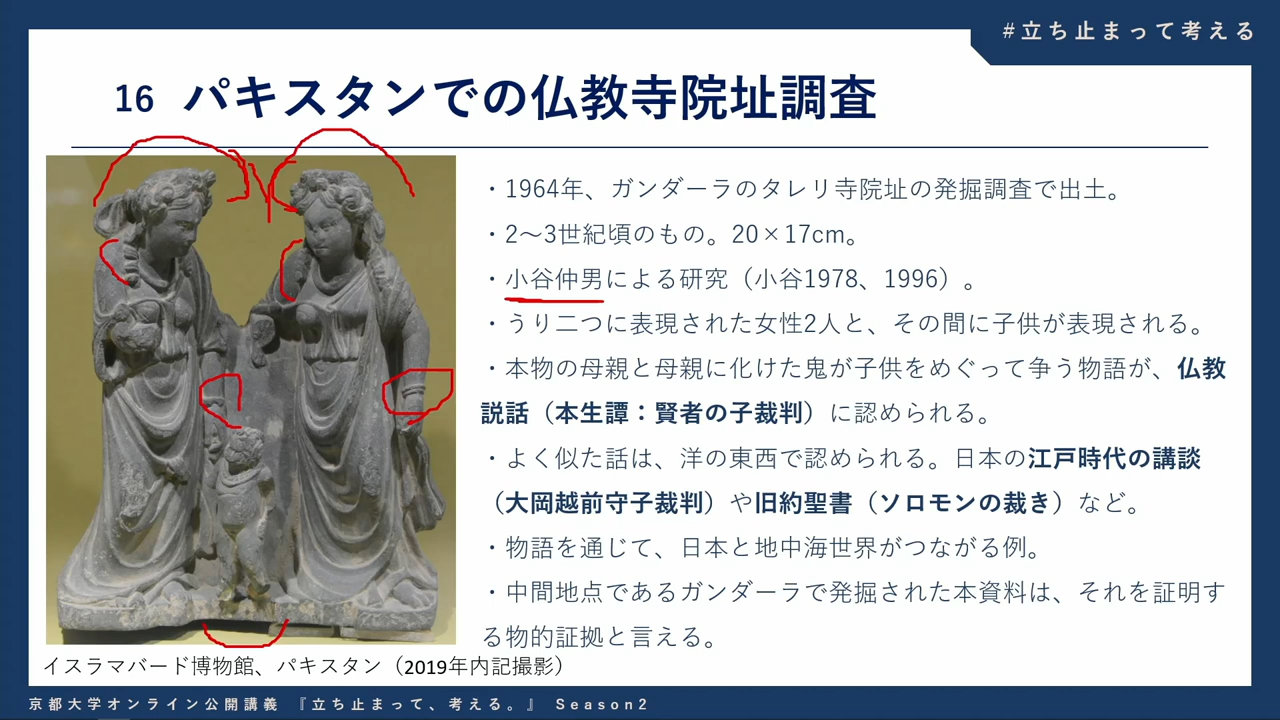 #立ち止まって考える
16 パキスタンでの仏教寺院址調査
・1964年、ガンダーラのタレリ寺院址の発掘調査で出土。
・2～3世紀頃のもの。20×17cm。
・小谷仲男による研究（小谷1978、1996）。
・うり二つに表現された女性2人と、その間に子供が表現される。
・本物の母親と母親に化けた鬼が子供をめぐって争う物語が、仏教
説話（本生譚：賢者の子裁判）に認められる。
・よく似た話は、洋の東西で認められる。日本の江戸時代の講談
（大岡越前守子裁判）や旧約聖書（ソロモンの裁き）など。
・物語を通じて、日本と地中海世界がつながる例。
・中間地点であるガンダーラで発掘された本資料は、それを証明す
る物的証拠と言える。
イスラマバード博物館、パキスタン（2019年内記撮影）
京都大学オンライン公開講義 『立ち止まって、考える。』 Season2